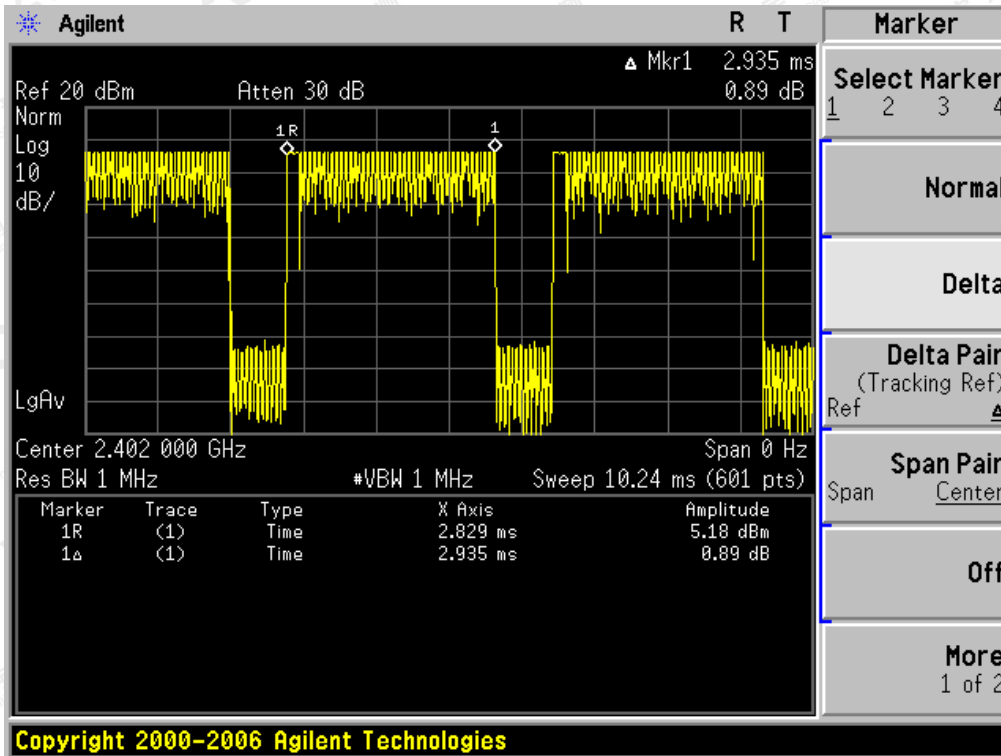 Agilent R T
Marker
Δ Mkr1 2.935 ms
Ref 20 dBm Atten 30 dB 0.89 dB
Norm
Log
10
dB/
1R
1
LgAv
Center 2.402 000 GHz Span 0 Hz
Res BW 1 MHz #VBW 1 MHz Sweep 10.24 ms (601 pts)
Marker Trace Type X Axis Amplitude
1R (1) Time 2.829 ms 5.18 dBm
1Δ (1) Time 2.935 ms 0.89 dB
Select Marker
1 2 3 4
Normal
Delta
Delta Pair
(Tracking Ref)
Ref Δ
Span Pair
Span Center
Off
More
1 of 2
Copyright 2000-2006 Agilent Technologies